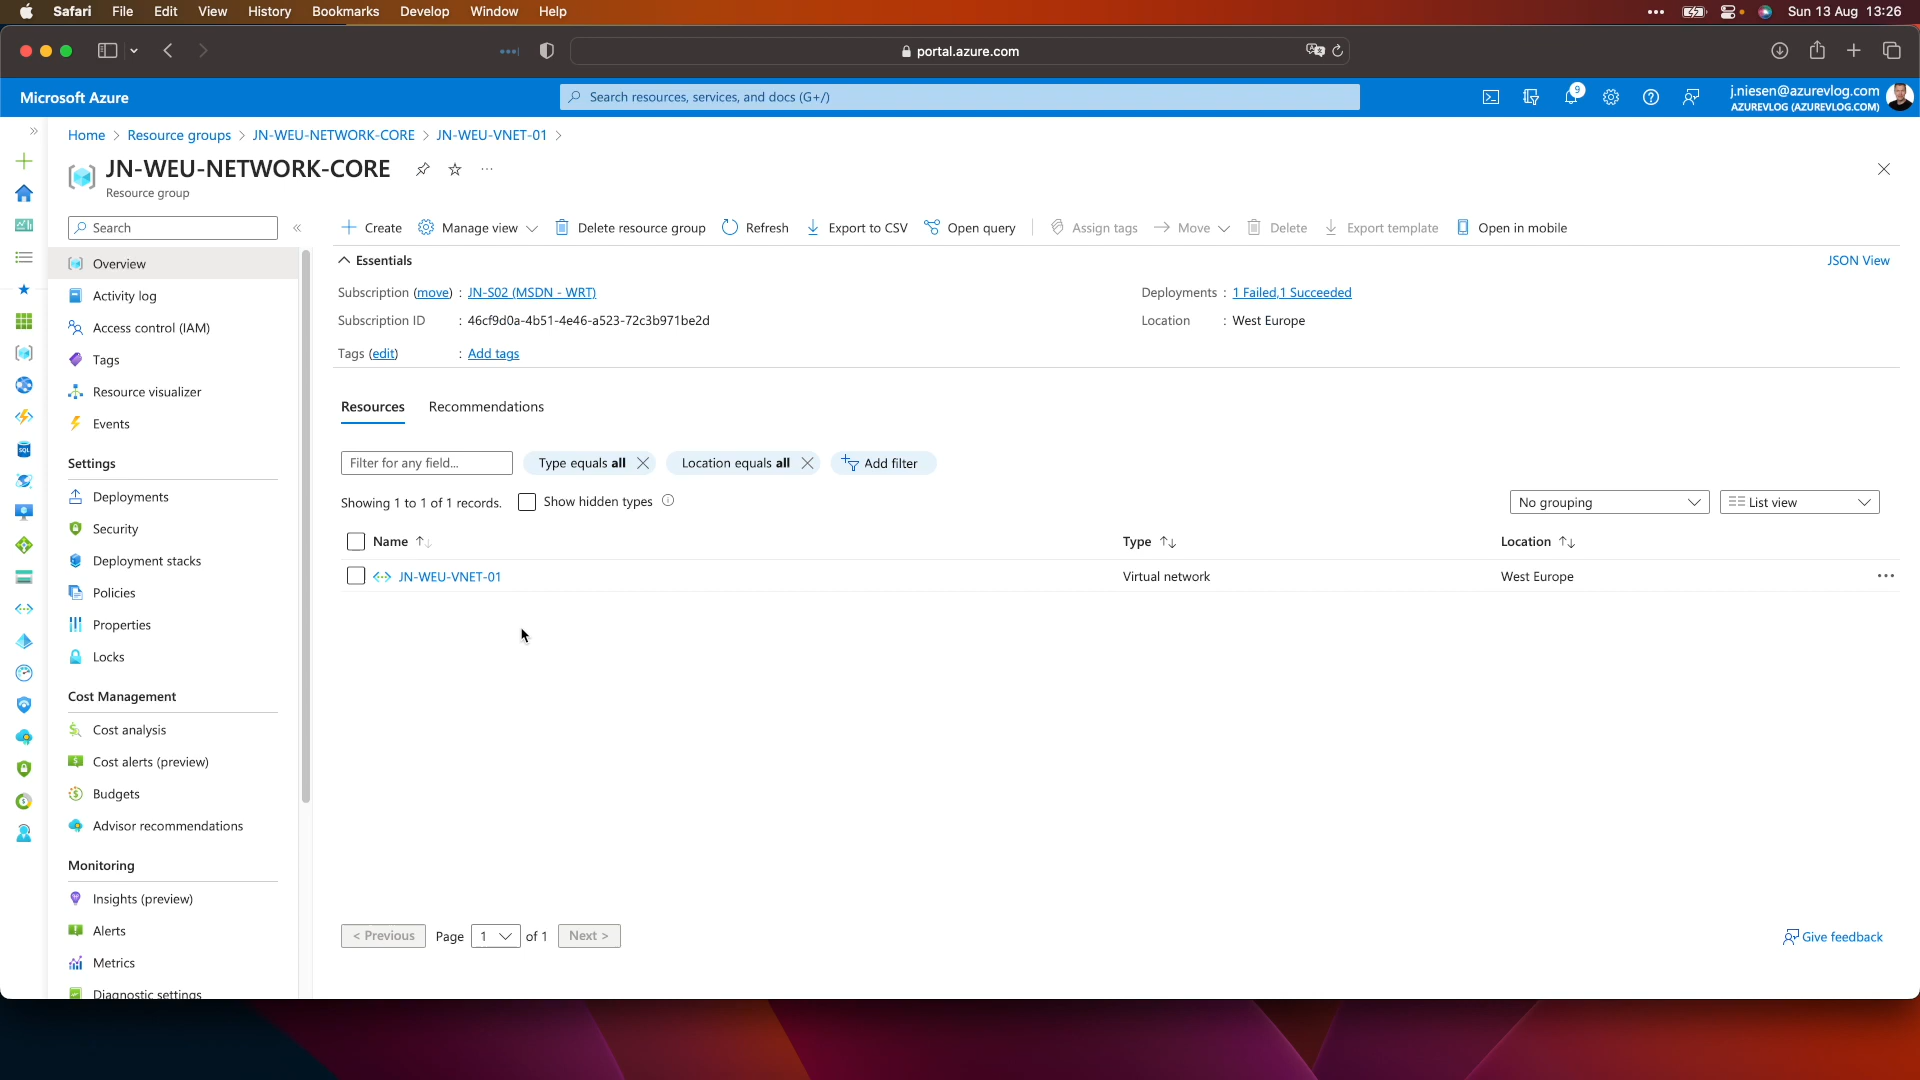 Safari File Edit View History Bookmarks Develop Window Help Sun 13 Aug 13:26
portal.azure.com
Microsoft Azure Search resources, services, and docs (G+/) 9 j.niesen@azurevlog.com
AZUREVLOG (AZUREVLOG.COM)
Home > Resource groups > JN-WEU-NETWORK-CORE > JN-WEU-VNET-01 >
JN-WEU-NETWORK-CORE
Resource group
Search
Create Manage view Delete resource group Refresh Export to CSV Open query Assign tags Move Delete Export template Open in mobile
Overview
Activity log
Access control (IAM)
Tags
Resource visualizer
Events
Settings
Deployments
Security
Deployment stacks
Policies
Properties
Locks
Cost Management
Cost analysis
Cost alerts (preview)
Budgets
Advisor recommendations
Monitoring
Insights (preview)
Alerts
Metrics
Diagnostic settings
Essentials JSON View
Subscription (move) : JN-S02 (MSDN - WRT) Deployments : 1 Failed,1 Succeeded
Subscription ID : 46cf9d0a-4b51-4e46-a523-72c3b971be2d Location : West Europe
Tags (edit) : Add tags
Resources Recommendations
Filter for any field... Type equals all Location equals all Add filter
Showing 1 to 1 of 1 records. Show hidden types No grouping List view
Name Type Location
JN-WEU-VNET-01 Virtual network West Europe
< Previous Page 1 of 1 Next > Give feedback